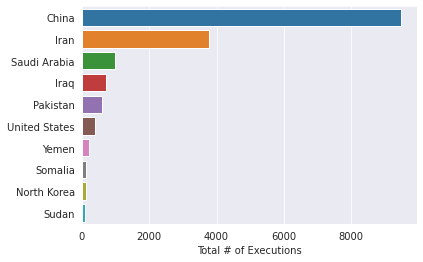 China
Iran
Saudi Arabia
Iraq
Pakistan
United States
Yemen
Somalia
North Korea
Sudan
0 2000 4000 6000 8000
Total # of Executions